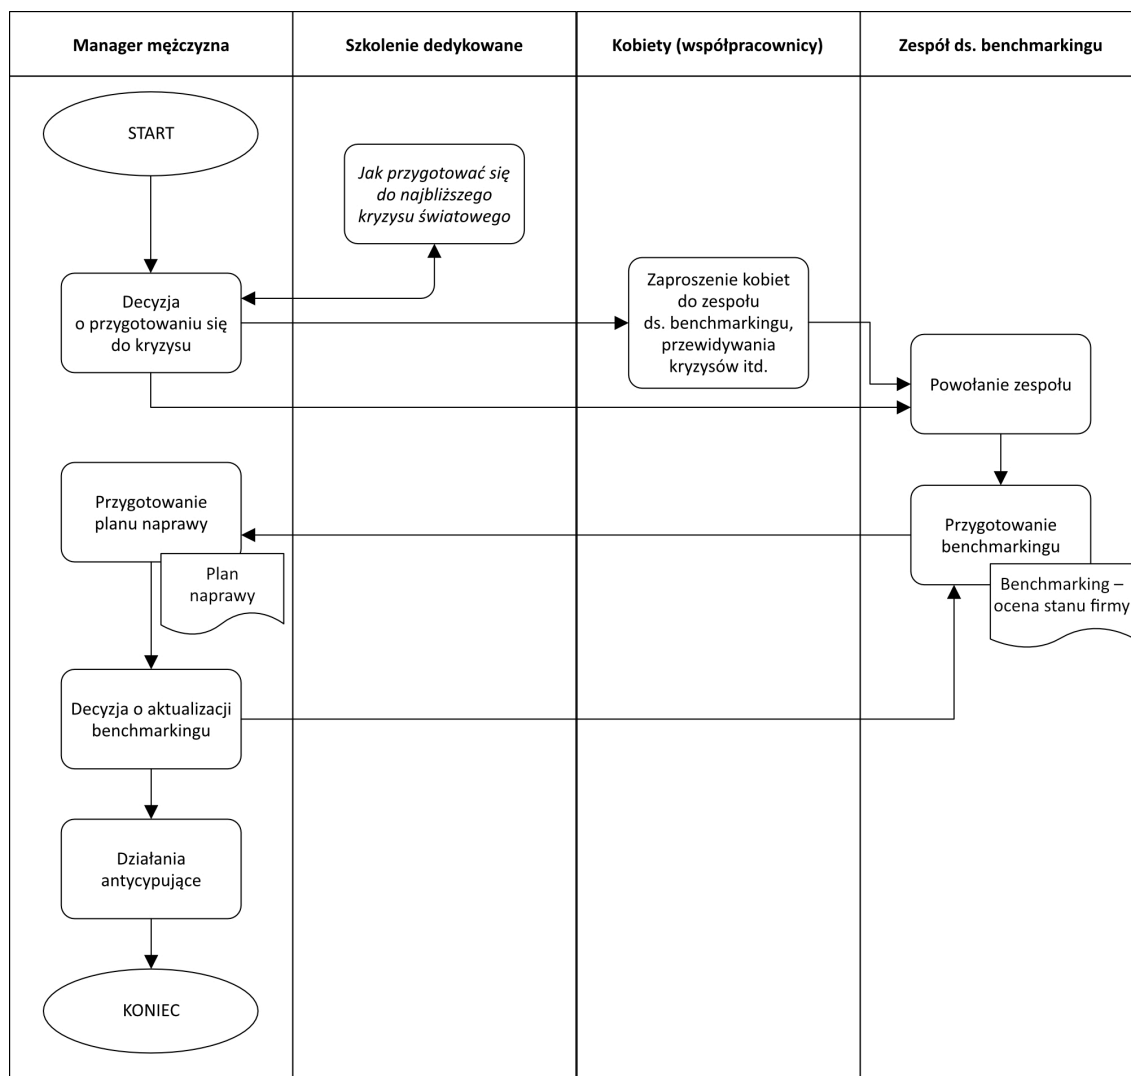 Manager mężczyzna
Szkolenie dedykowane
Kobiety (współpracownicy)
Zespół ds. benchmarkingu
START
Jak przygotować się
do najbliższego
kryzysu światowego
Decyzja
o przygotowaniu się
do kryzysu
Zaproszenie kobiet
do zespołu
ds. benchmarkingu,
przewidywania
kryzysów itd.
Powołanie zespołu
Przygotowanie
planu naprawy
Plan
naprawy
Przygotowanie
benchmarkingu
Benchmarking –
ocena stanu firmy
Decyzja o aktualizacji
benchmarkingu
Działania
antycypujące
KONIEC